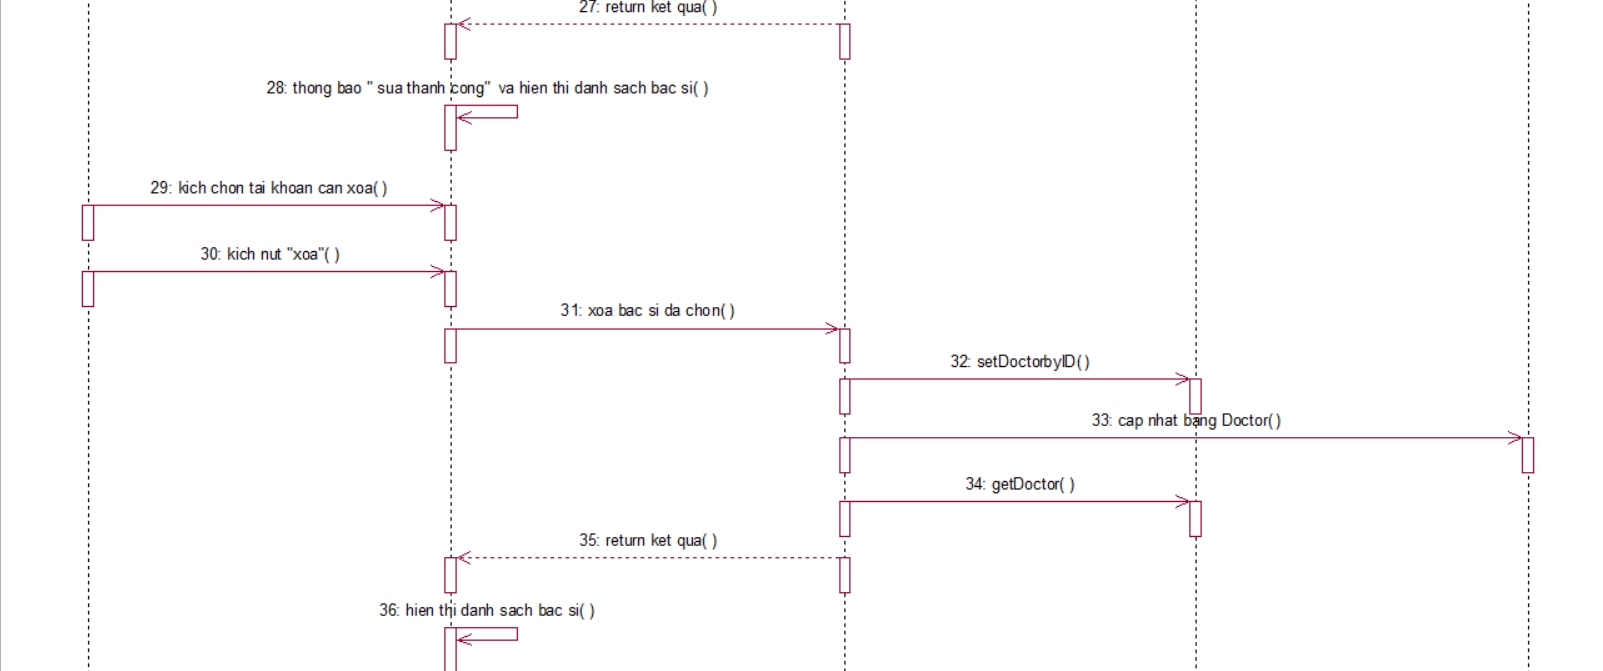 27: return ket qua( )
28: thong bao " sua thanh cong"  va hien thi danh sach bac si( )
29: kich chon tai khoan can xoa( )
30: kich nut "xoa"( )
31: xoa bac si da chon( )
32: setDoctorbyID( )
33: cap nhat bang Doctor( )
34: getDoctor( )
35: return ket qua( )
36: hien thi danh sach bac si( )